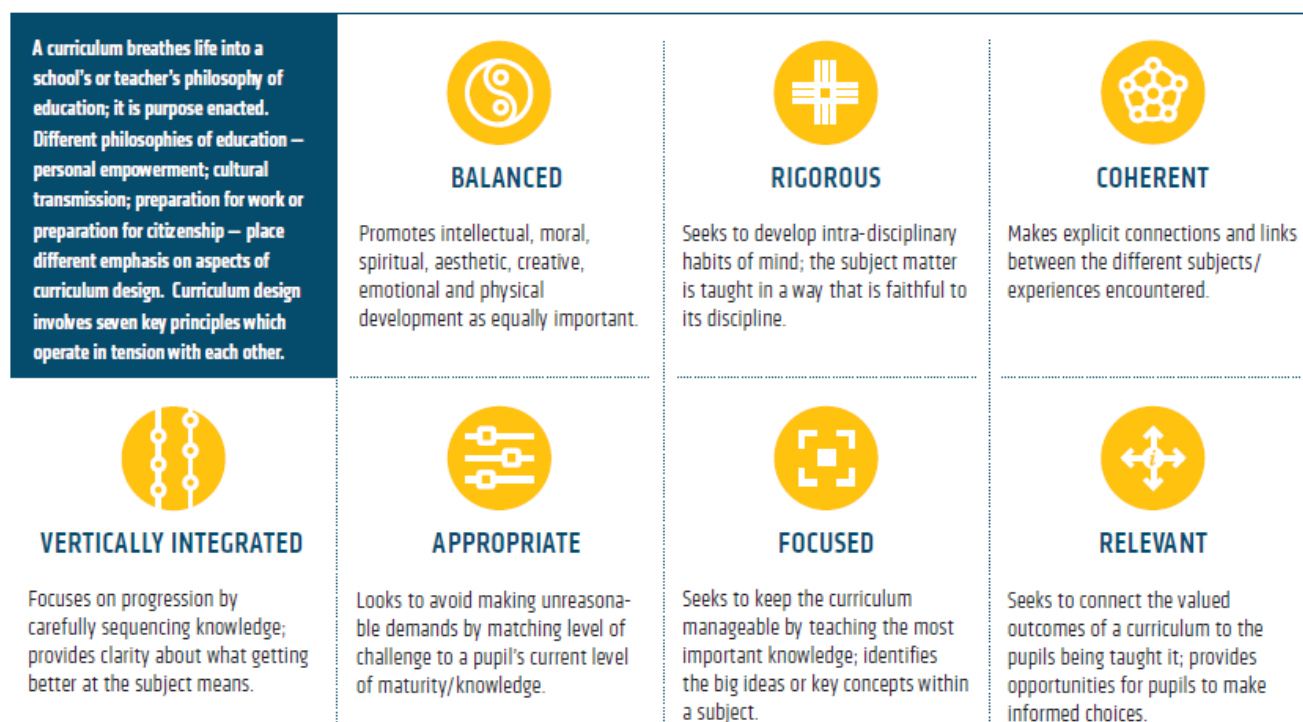 A curriculum breathes life into a
school's or teacher's philosophy of
education; it is purpose enacted.
Different philosophies of education —
personal empowerment; cultural
transmission; preparation for work or
preparation for citizenship — place
different emphasis on aspects of
curriculum design. Curriculum design
involves seven key principles which
operate in tension with each other.
BALANCED
Promotes intellectual, moral,
spiritual, aesthetic, creative,
emotional and physical
development as equally important.
RIGOROUS
Seeks to develop intra-disciplinary
habits of mind; the subject matter
is taught in a way that is faithful to
its discipline.
COHERENT
Makes explicit connections and links
between the different subjects/
experiences encountered.
VERTICALLY INTEGRATED
Focuses on progression by
carefully sequencing knowledge;
provides clarity about what getting
better at the subject means.
APPROPRIATE
Looks to avoid making unreasona-
ble demands by matching level of
challenge to a pupil's current level
of maturity/knowledge.
FOCUSED
Seeks to keep the curriculum
manageable by teaching the most
important knowledge; identifies
the big ideas or key concepts within
a subject.
RELEVANT
i
Seeks to connect the valued
outcomes of a curriculum to the
pupils being taught it; provides
opportunities for pupils to make
informed choices.